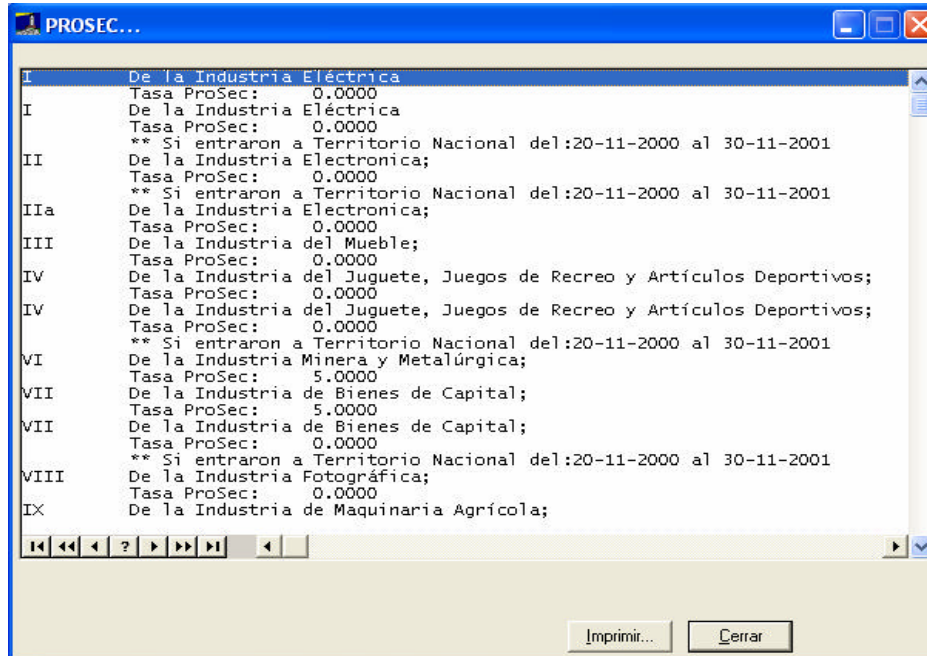 PROSEC...
I De la Industria Eléctrica
Tasa ProSec: 0.0000
I De la Industria Eléctrica
Tasa ProSec: 0.0000
** Si entraron a Territorio Nacional del:20-11-2000 al 30-11-2001
II De la Industria Electronica;
Tasa ProSec: 0.0000
** Si entraron a Territorio Nacional del:20-11-2000 al 30-11-2001
IIa De la Industria Electronica;
Tasa ProSec: 0.0000
III De la Industria del Mueble;
Tasa ProSec: 0.0000
IV De la Industria del Juguete, Juegos de Recreo y Artículos Deportivos;
Tasa ProSec: 0.0000
IV De la Industria del Juguete, Juegos de Recreo y Artículos Deportivos;
Tasa ProSec: 0.0000
** Si entraron a Territorio Nacional del:20-11-2000 al 30-11-2001
VI De la Industria Minera y Metalúrgica;
Tasa ProSec: 5.0000
VII De la Industria de Bienes de Capital;
Tasa ProSec: 5.0000
VII De la Industria de Bienes de Capital;
Tasa ProSec: 0.0000
** Si entraron a Territorio Nacional del:20-11-2000 al 30-11-2001
VIII De la Industria Fotográfica;
Tasa ProSec: 0.0000
IX De la Industria de Maquinaria Agrícola;
?
Imprimir... Cerrar